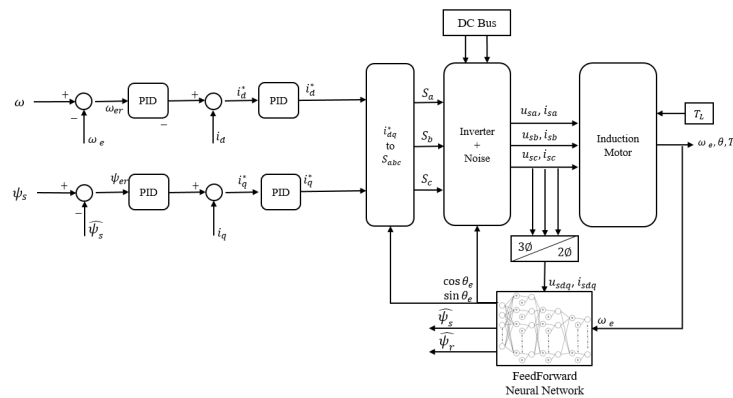 DC Bus
ω + − ω_er PID + − i_d^* PID i_d^*
ω_e
i_d
ψ_s + − ψ_er PID + i_q^* PID i_q^*
\widehat{ψ_s}
i_q
i_dq^*
to
S_abc
S_a
S_b
S_c
Inverter
+
Noise
u_sa, i_sa
u_sb, i_sb
u_sc, i_sc
Induction
Motor
T_L
ω_e, θ, T
3Ø
2Ø
cos θ_e
sin θ_e
u_sdq, i_sdq
\widehat{ψ_s}
\widehat{ψ_r}
ω_e
FeedForward
Neural Network